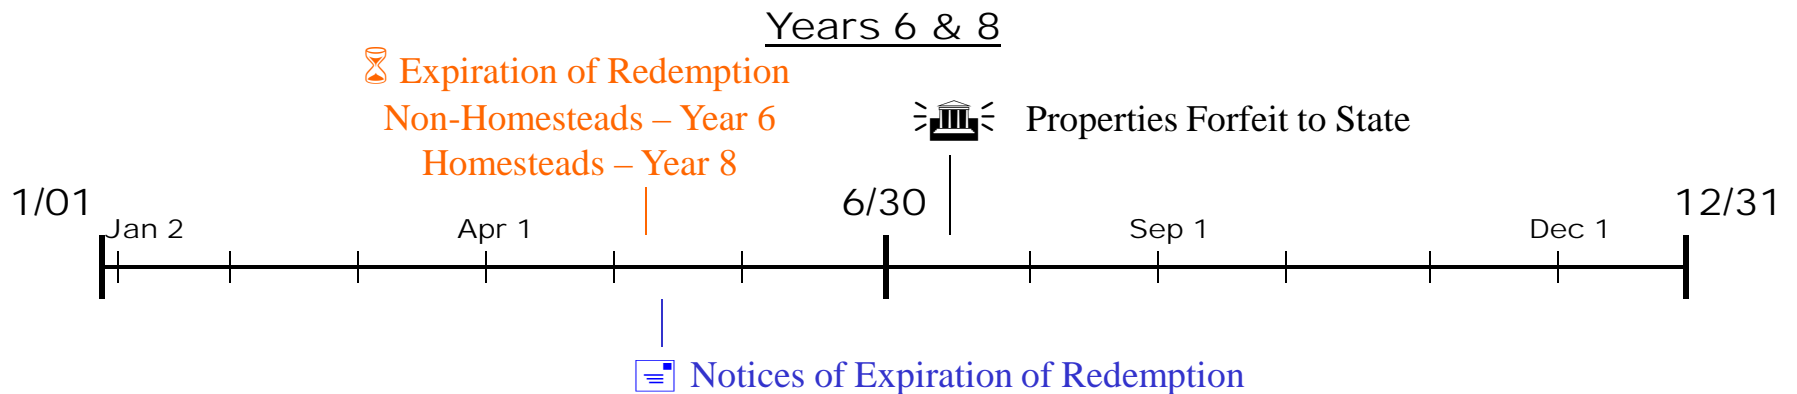 Years 6 & 8
Expiration of Redemption
Non-Homesteads – Year 6
Homesteads – Year 8
Properties Forfeit to State
1/01
6/30
12/31
Jan 2
Apr 1
Sep 1
Dec 1
Notices of Expiration of Redemption